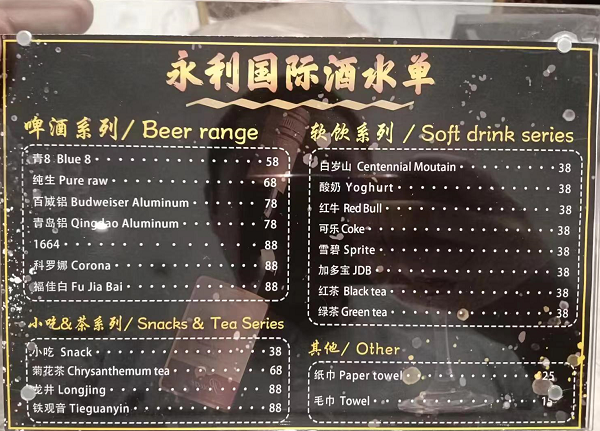 永利国际酒水单
啤酒系列 / Beer range
青8 Blue 8 58
纯生 Pure raw 68
百威铝 Budweiser Aluminum 78
青岛铝 Qingdao Aluminum 78
1664 88
科罗娜 Corona 88
福佳白 Fu Jia Bai 88
小吃&茶系列 / Snacks & Tea Series
小吃 Snack 38
菊花茶 Chrysanthemum tea 68
龙井 Longjing 88
铁观音 Tieguanyin 88
软饮系列 / Soft drink series
百岁山 Centennial Moutain 38
酸奶 Yoghurt 38
红牛 Red Bull 38
可乐 Coke 38
雪碧 Sprite 38
加多宝 JDB 38
红茶 Black tea 38
绿茶 Green tea 38
其他 / Other
纸巾 Paper towel
毛巾 Towel